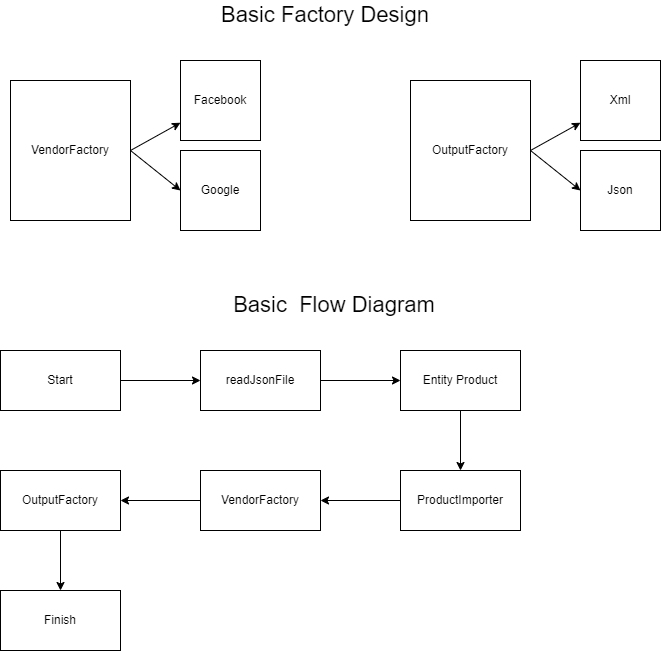 Basic Factory Design
Facebook
VendorFactory
Google
Xml
OutputFactory
Json
Basic Flow Diagram
Start
readJsonFile
Entity Product
OutputFactory
VendorFactory
ProductImporter
Finish